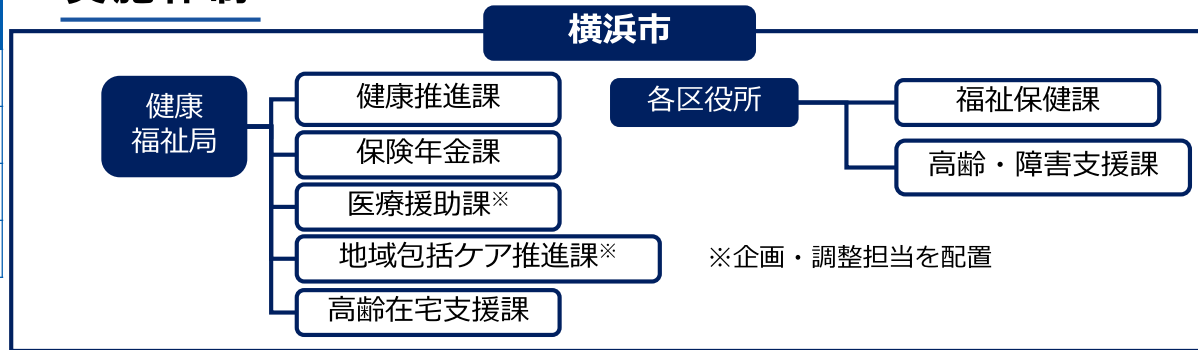 横浜市
健康
福祉局
健康推進課
保険年金課
医療援助課※
地域包括ケア推進課※
高齢在宅支援課
各区役所
福祉保健課
高齢・障害支援課
※企画・調整担当を配置